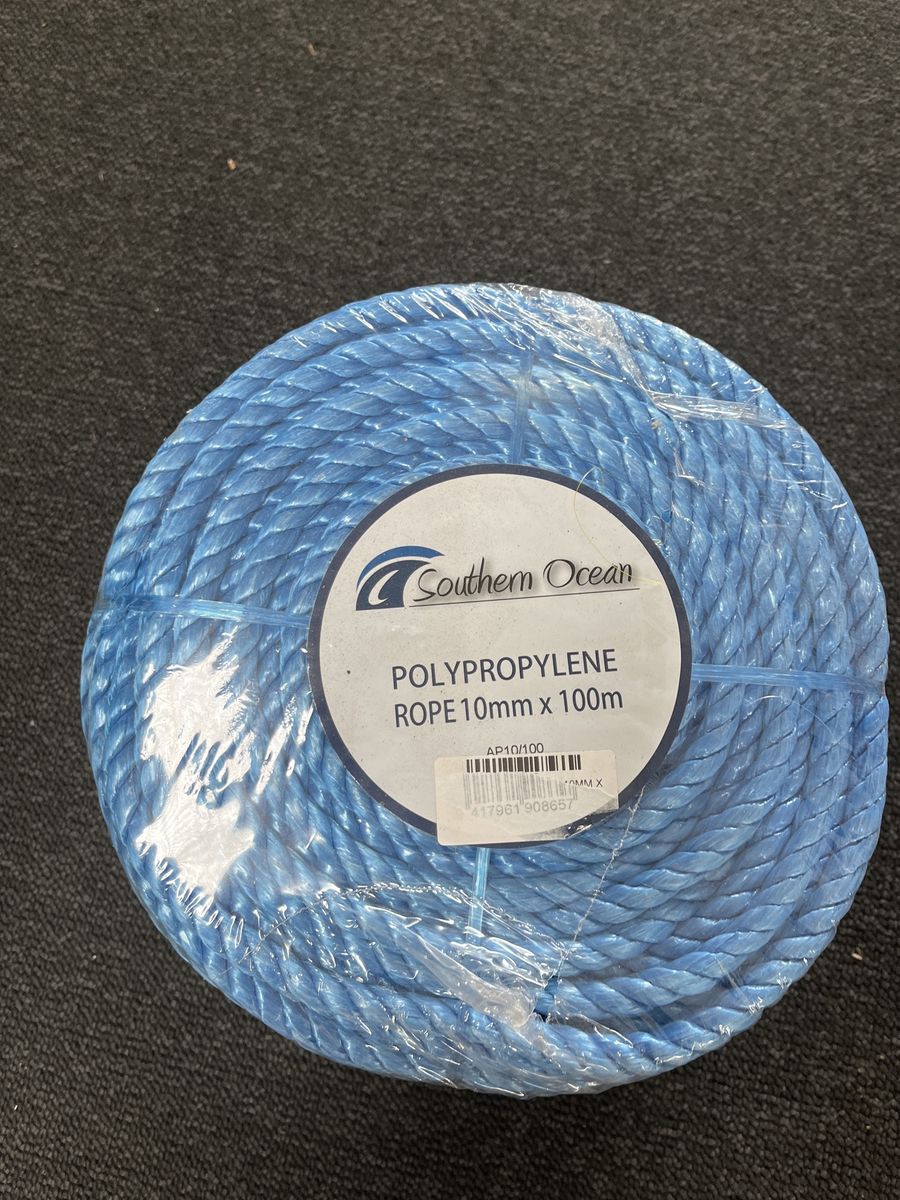 Southern Ocean
POLYPROPYLENE
ROPE 10mm x 100m
AP10/100
10MM X
417961 908657